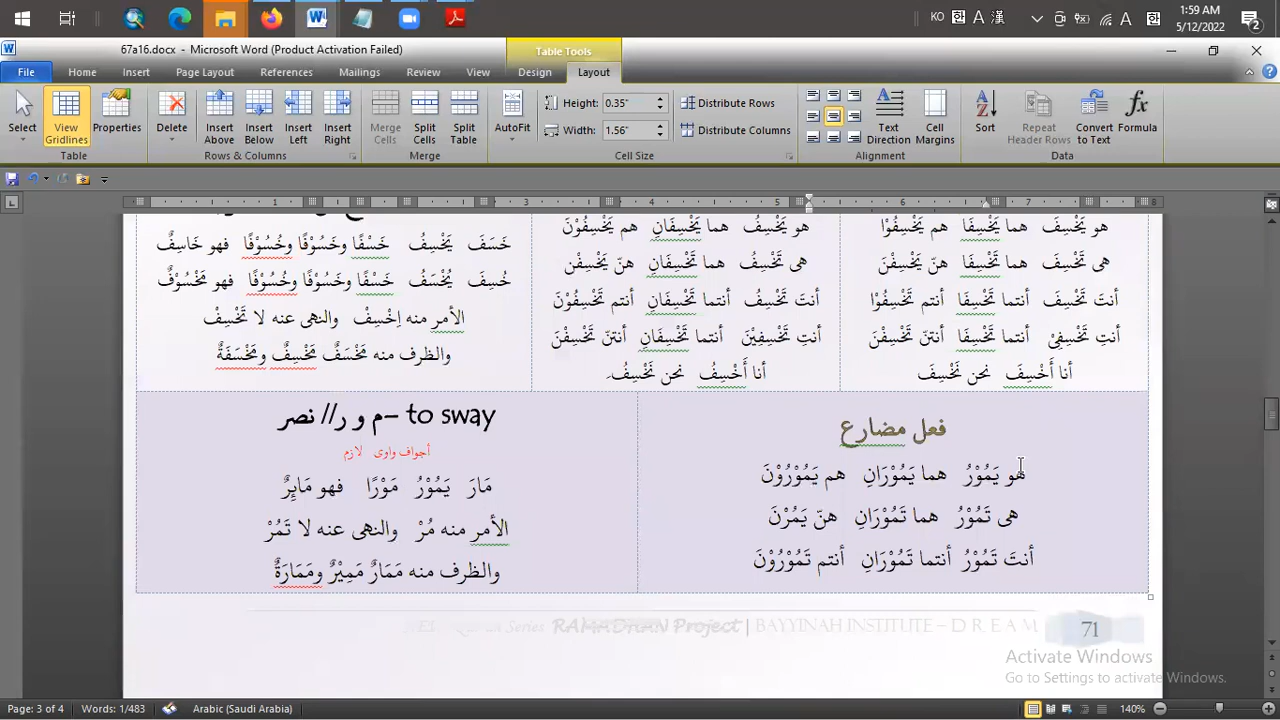 1:59 AM
5/12/2022
KO
67a16.docx - Microsoft Word (Product Activation Failed)
Table Tools
File Home Insert Page Layout References Mailings Review View Design Layout
Select
View Gridlines
Properties
Table
Delete
Insert Above
Insert Below
Insert Left
Insert Right
Rows & Columns
Merge Cells
Split Cells
Split Table
Merge
AutoFit
Height: 0.35"
Width: 1.56"
Distribute Rows
Distribute Columns
Cell Size
Text Direction
Cell Margins
Alignment
Sort
Repeat Header Rows
Convert to Text
Formula
Data
هو يَخْسِفَ هما يَخْسِفَا هم يَخْسِفُوْا
هى تَخْسِفَ هما تَخْسِفَا هنّ يَخْسِفْنَ
أنتَ تَخْسِفَ أنتما تَخْسِفَا أنتم تَخْسِفُوْا
أنتِ تَخْسِفِىْ أنتما تَخْسِفَا أنتنّ تَخْسِفْنَ
أنا أَخْسِفَ نحن نَخْسِفَ
هو يَخْسِفُ هما يَخْسِفَانِ هم يَخْسِفُوْنَ
هى تَخْسِفُ هما تَخْسِفَانِ هنّ يَخْسِفْنَ
أنتَ تَخْسِفُ أنتما تَخْسِفَانِ أنتم تَخْسِفُوْنَ
أنتِ تَخْسِفِيْنَ أنتما تَخْسِفَانِ أنتنّ تَخْسِفْنَ
أنا أَخْسِفُ نحن نَخْسِفُ.
خَسَفَ يَخْسِفُ خَسْفًا وخَسُوْفًا وخُسُوْفًا فهو خَاسِفٌ
خُسِفَ يُخْسَفُ خَسْفًا وخَسُوْفًا وخُسُوْفًا فهو مَخْسُوْفٌ
الأمر منه اِخْسِفْ والنهى عنه لا تَخْسِفْ
والظرف منه مَخْسَفٌ مَخْسِفٌ ومَخْسَفَةٌ
فعل مضارع
هو يَمُوْرُ هما يَمُوْرَانِ هم يَمُوْرُوْنَ
هى تَمُوْرُ هما تَمُوْرَانِ هنّ يَمُرْنَ
أنتَ تَمُوْرُ أنتما تَمُوْرَانِ أنتم تَمُوْرُوْنَ
to sway – م و ر// نصر
أجواف واوى لازم
مَارَ يَمُوْرُ مَوْرًا فهو مَايِرٌ
الأمر منه مُرْ والنهى عنه لا تَمُرْ
والظرف منه مَمَارٌ مَمِيْرٌ ومَمَارَةٌ
Series RAMADHAN Project | BAYYINAH INSTITUTE – D R E A M
71
Activate Windows
Go to Settings to activate Windows.
Page: 3 of 4
Words: 1/483
Arabic (Saudi Arabia)
140%